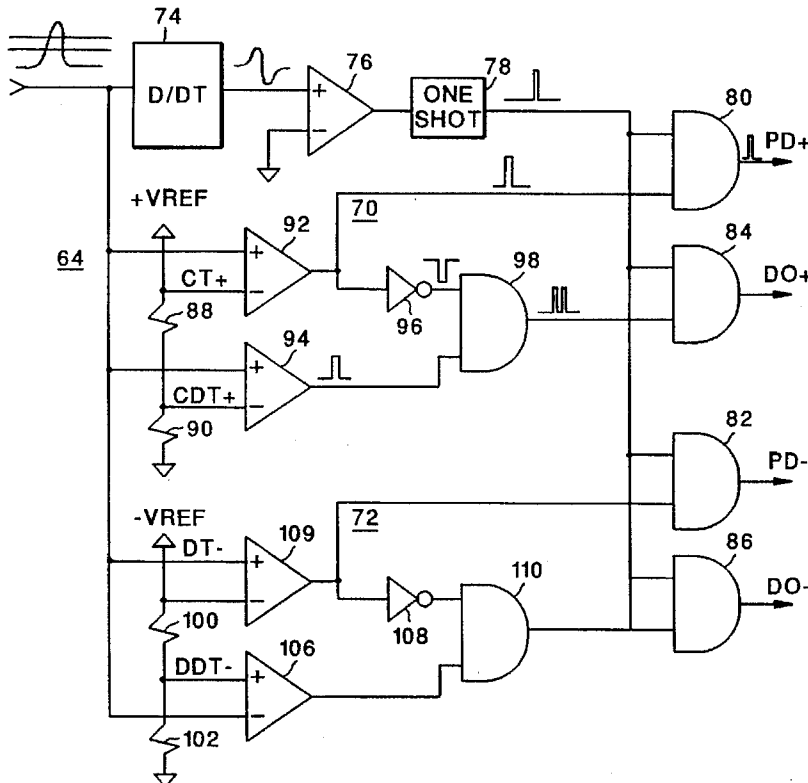 74
D/DT
76
78
ONE
SHOT
80
PD+
+VREF
64
92
70
CT+
88
96
98
84
DO+
94
CDT+
90
82
PD-
-VREF
72
DT-
109
100
108
110
86
DO-
DDT-
106
102